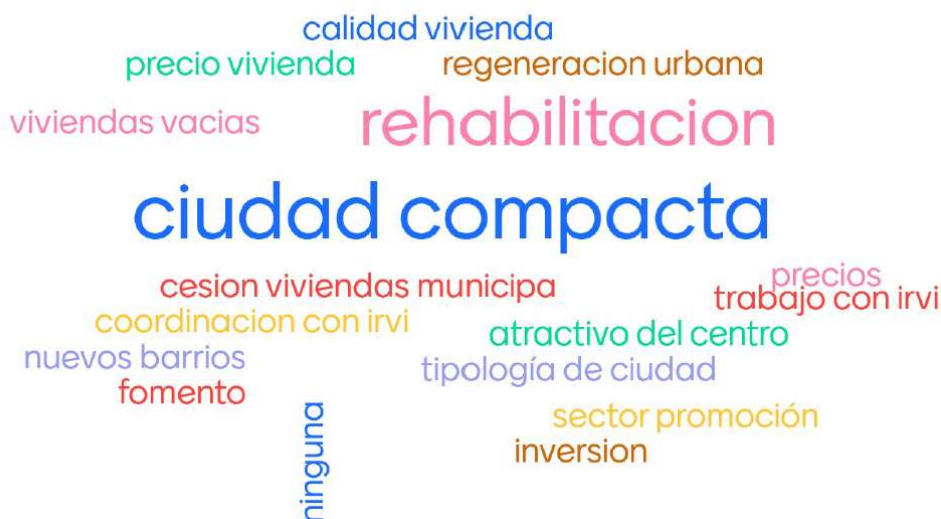 calidad vivienda
precio vivienda
regeneracion urbana
viviendas vacias
rehabilitacion
ciudad compacta
cesion viviendas municipa
precios
trabajo con irvi
coordinacion con irvi
atractivo del centro
nuevos barrios
tipología de ciudad
fomento
ninguna
sector promoción
inversion